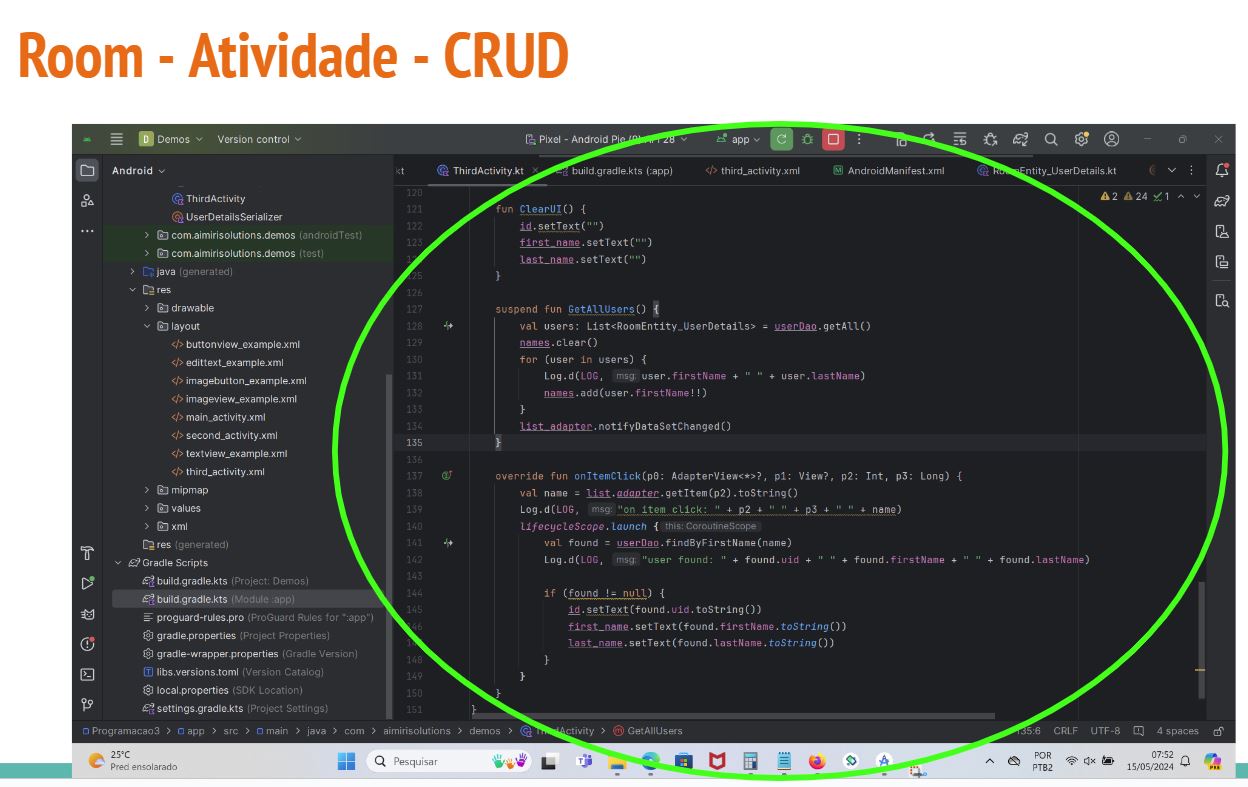 Room - Atividade - CRUD
D Demos Version control
Pixel - Android Pie app
Android
kt ThirdActivity.kt build.gradle.kts (:app) third_activity.xml AndroidManifest.xml RoomEntity_UserDetails.kt
2 24 1
ThirdActivity
UserDetailsSerializer
com.aimirisolutions.demos (androidTest)
com.aimirisolutions.demos (test)
java (generated)
res
drawable
layout
buttonview_example.xml
edittext_example.xml
imagebutton_example.xml
imageview_example.xml
main_activity.xml
second_activity.xml
textview_example.xml
third_activity.xml
mipmap
values
xml
res (generated)
Gradle Scripts
build.gradle.kts (Project: Demos)
build.gradle.kts (Module :app)
proguard-rules.pro (ProGuard Rules for ":app")
gradle.properties (Project Properties)
gradle-wrapper.properties (Gradle Version)
libs.versions.toml (Version Catalog)
local.properties (SDK Location)
settings.gradle.kts (Project Settings)
120
121 fun ClearUI() {
122 id.setText("")
123 first_name.setText("")
last_name.setText("")
}
126
127 suspend fun GetAllUsers() {
128 val users: List<RoomEntity_UserDetails> = userDao.getAll()
129 names.clear()
130 for (user in users) {
131 Log.d(LOG, msg: user.firstName + " " + user.lastName)
132 names.add(user.firstName!!)
133 }
134 list_adapter.notifyDataSetChanged()
135 }
136
137 override fun onItemClick(p0: AdapterView<*>?, p1: View?, p2: Int, p3: Long) {
138 val name = list.adapter.getItem(p2).toString()
139 Log.d(LOG, msg: "on item click: " + p2 + " " + p3 + " " + name)
140 lifecycleScope.launch { this: CoroutineScope
141 val found = userDao.findByFirstName(name)
142 Log.d(LOG, msg: "user found: " + found.uid + " " + found.firstName + " " + found.lastName)
143
144 if (found != null) {
145 id.setText(found.uid.toString())
146 first_name.setText(found.firstName.toString())
last_name.setText(found.lastName.toString())
148 }
149 }
150 }
151 }
Programacao3 > app > src > main > java > com > aimirisolutions > demos > ThirdActivity > GetAllUsers 135:6 CRLF UTF-8 4 spaces
25°C
Pred ensolarado
Pesquisar
POR
PTB2
07:52
15/05/2024
PRE